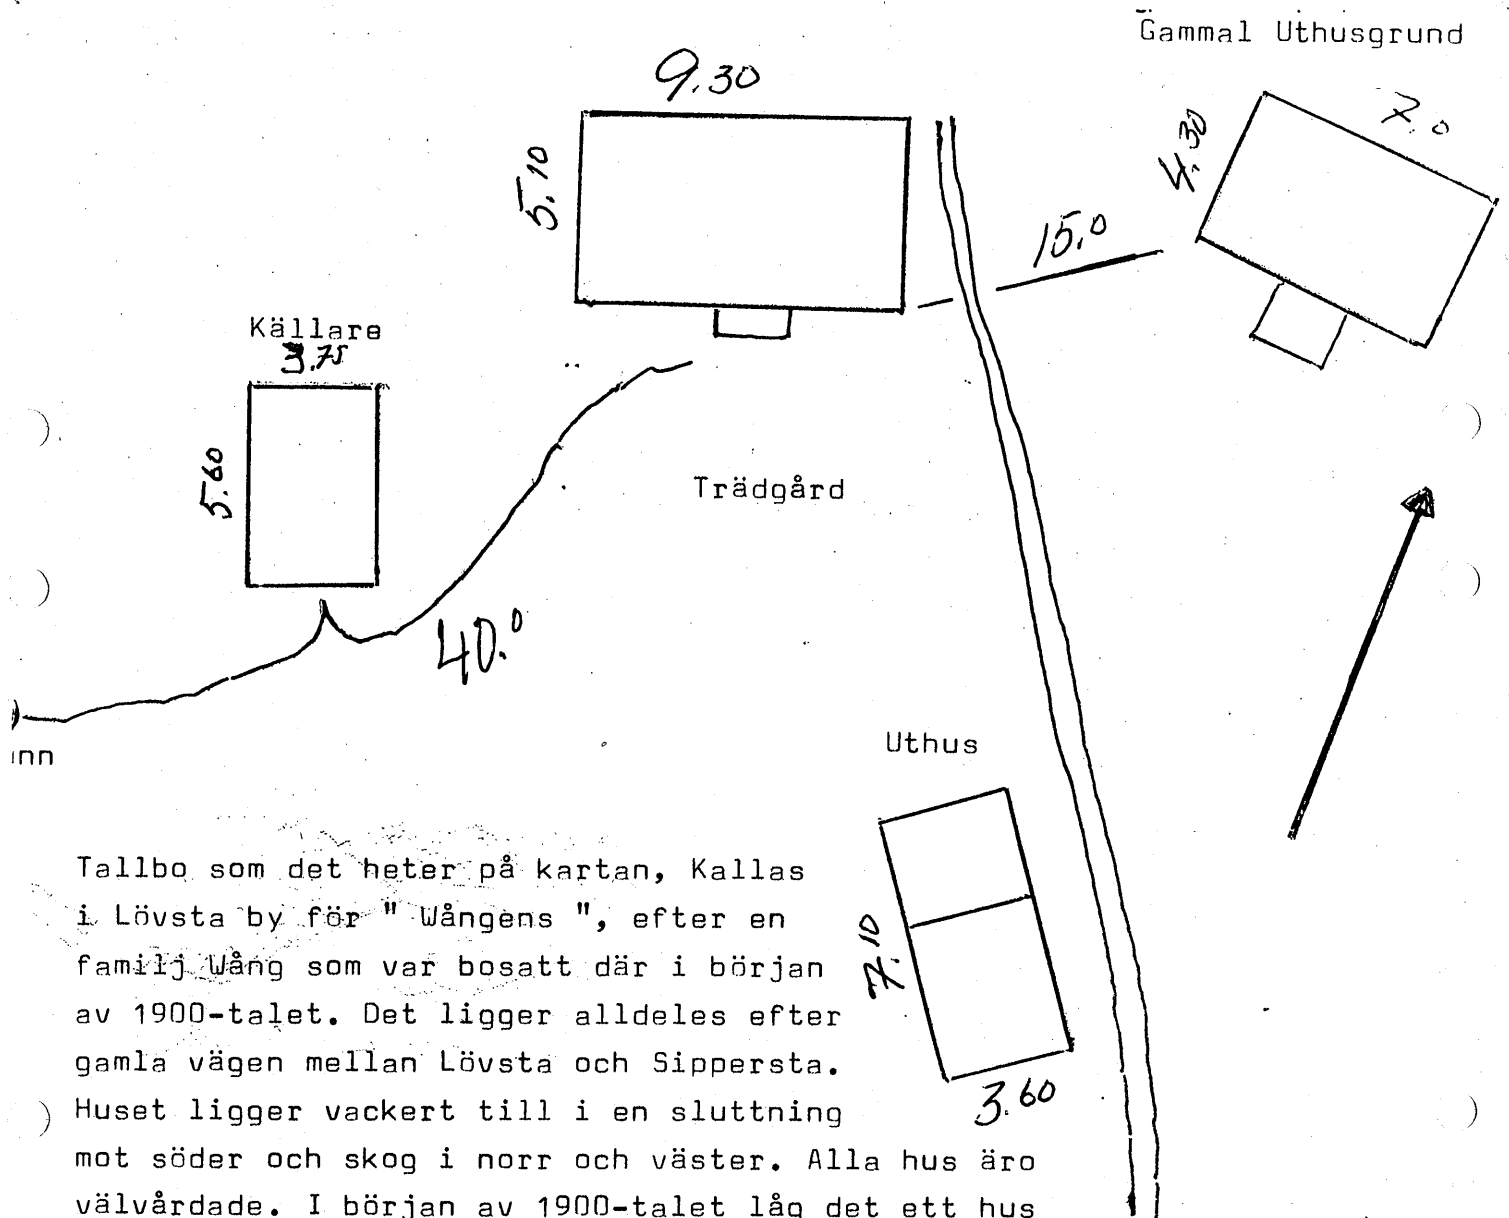 Gammal Uthusgrund
9.30
7.0
4.30
5.10
15.0
Källare
3.75
5.60
Trädgård
40.0
Uthus
nn
7.10
3.60
Tallbo som det heter på kartan, Kallas
i Lövsta by för " Wångens ", efter en
familj Wång som var bosatt där i början
av 1900-talet. Det ligger alldeles efter
gamla vägen mellan Lövsta och Sippersta.
Huset ligger vackert till i en sluttning
mot söder och skog i norr och väster. Alla hus äro
välvårdade. I början av 1900-talet låg det ett hus